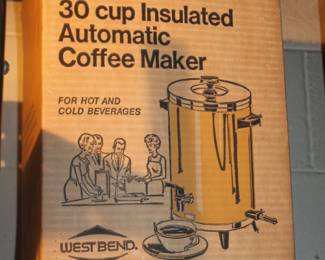 30 cup Insulated
Automatic
Coffee Maker
FOR HOT AND
COLD BEVERAGES
WEST BEND.